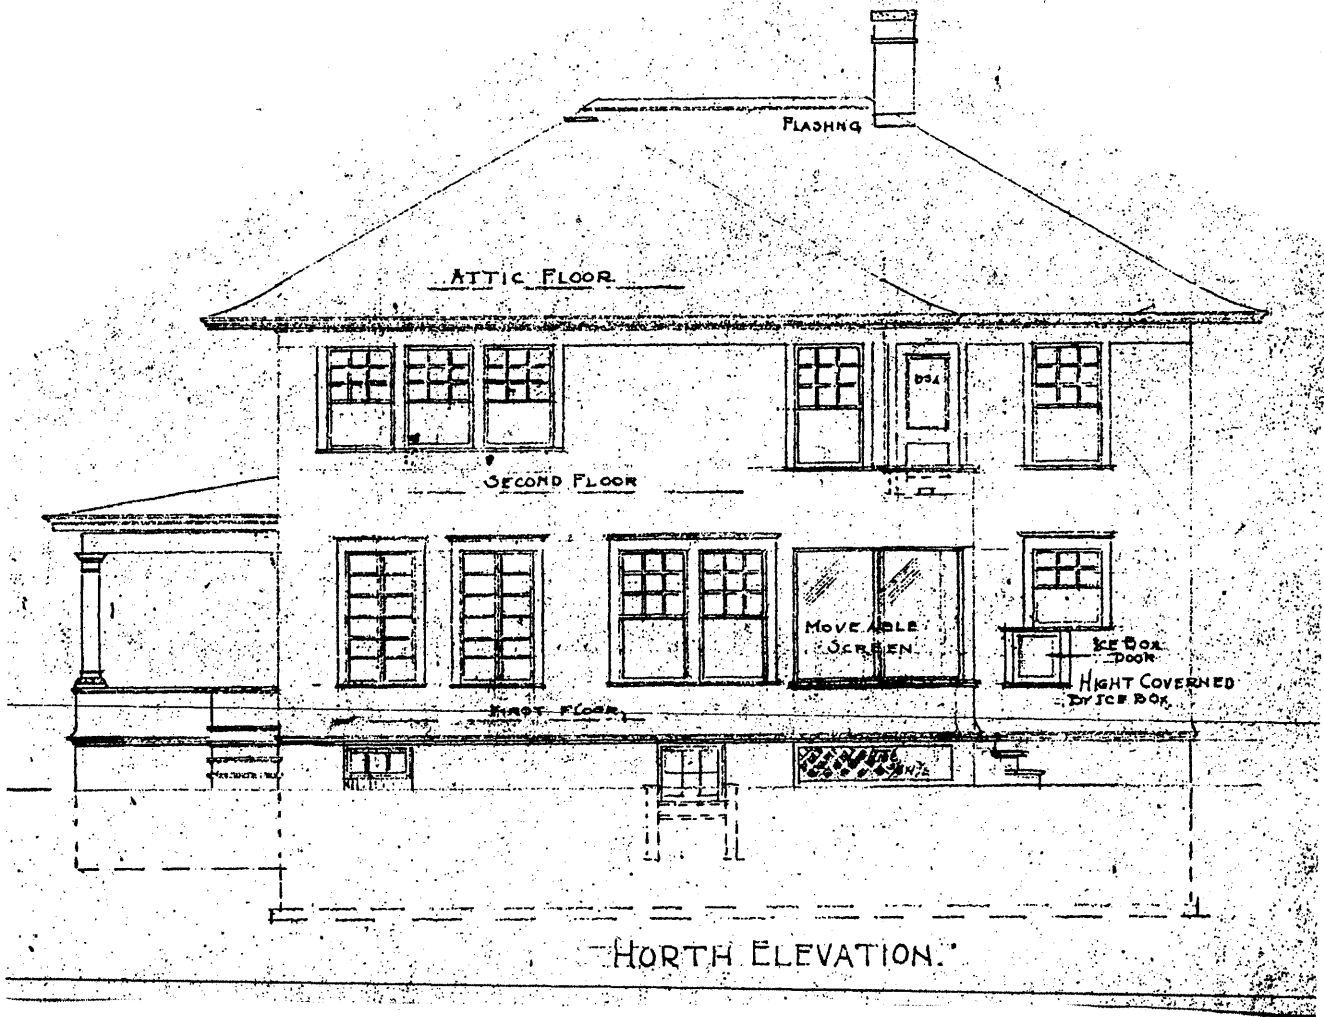 FLASHNG
ATTIC FLOOR
SECOND FLOOR
MOVEABLE
SCREEN
ICE BOX
DOOR
HIGHT COVERNED
BY ICE BOX
FIRST FLOOR
HORTH ELEVATION.